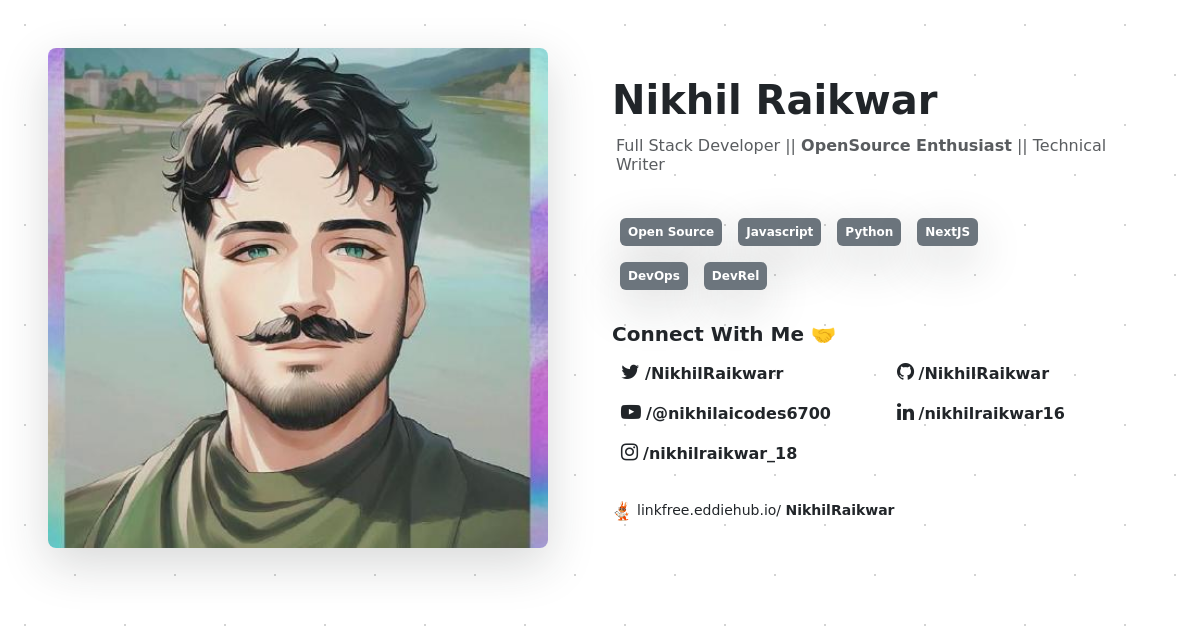 Nikhil Raikwar
Full Stack Developer || OpenSource Enthusiast || Technical
Writer
Open Source Javascript Python NextJS
DevOps DevRel
Connect With Me 🤝
/NikhilRaikwarr /NikhilRaikwar
/@nikhilaicodes6700 /nikhilraikwar16
/nikhilraikwar_18
linkfree.eddiehub.io/ NikhilRaikwar